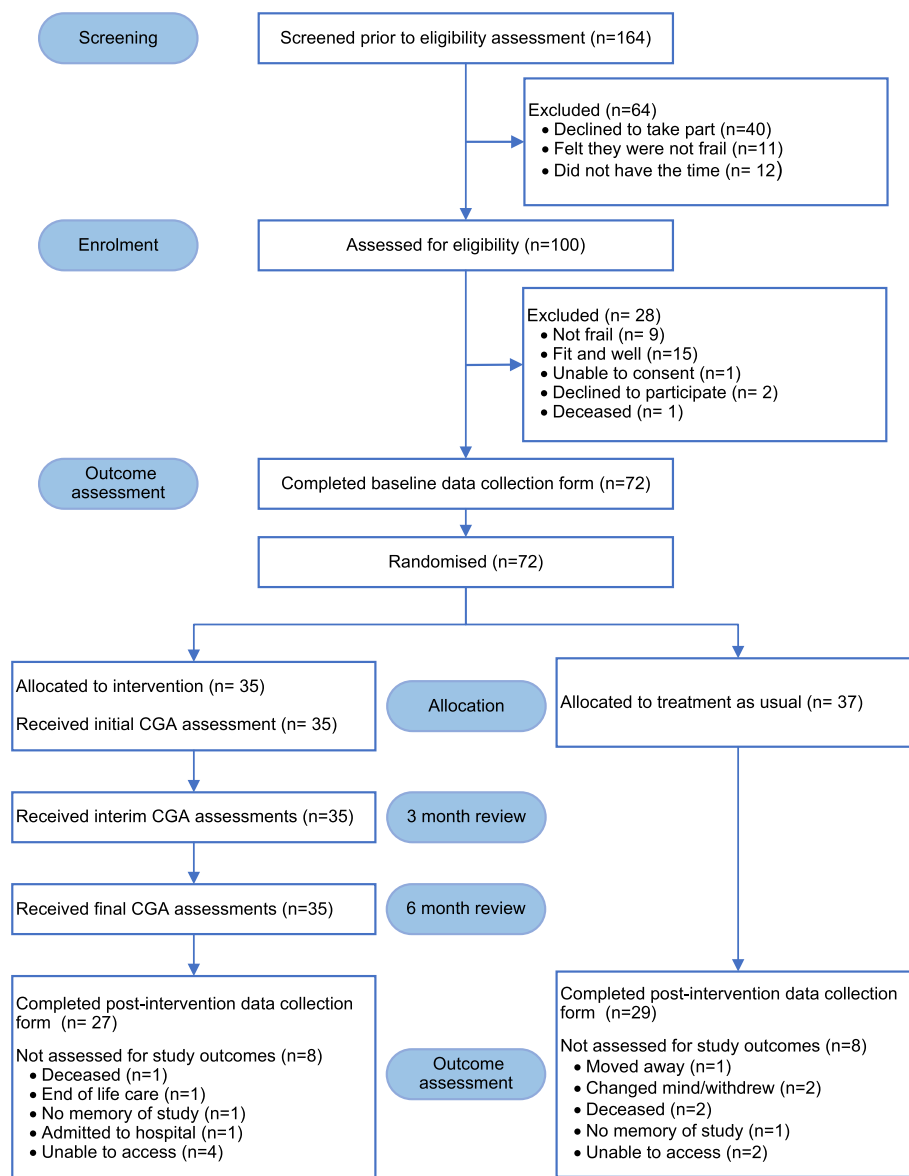 Screening
Screened prior to eligibility assessment (n=164)
Excluded (n=64)
• Declined to take part (n=40)
• Felt they were not frail (n=11)
• Did not have the time (n= 12)
Enrolment
Assessed for eligibility (n=100)
Excluded (n= 28)
• Not frail (n= 9)
• Fit and well (n=15)
• Unable to consent (n=1)
• Declined to participate (n= 2)
• Deceased (n= 1)
Outcome
assessment
Completed baseline data collection form (n=72)
Randomised (n=72)
Allocated to intervention (n= 35)
Received initial CGA assessment (n= 35)
Allocation
Allocated to treatment as usual (n= 37)
Received interim CGA assessments (n=35)
3 month review
Received final CGA assessments (n=35)
6 month review
Completed post-intervention data collection
form (n= 27)
Not assessed for study outcomes (n=8)
• Deceased (n=1)
• End of life care (n=1)
• No memory of study (n=1)
• Admitted to hospital (n=1)
• Unable to access (n=4)
Outcome
assessment
Completed post-intervention data collection
form (n=29)
Not assessed for study outcomes (n=8)
• Moved away (n=1)
• Changed mind/withdrew (n=2)
• Deceased (n=2)
• No memory of study (n=1)
• Unable to access (n=2)